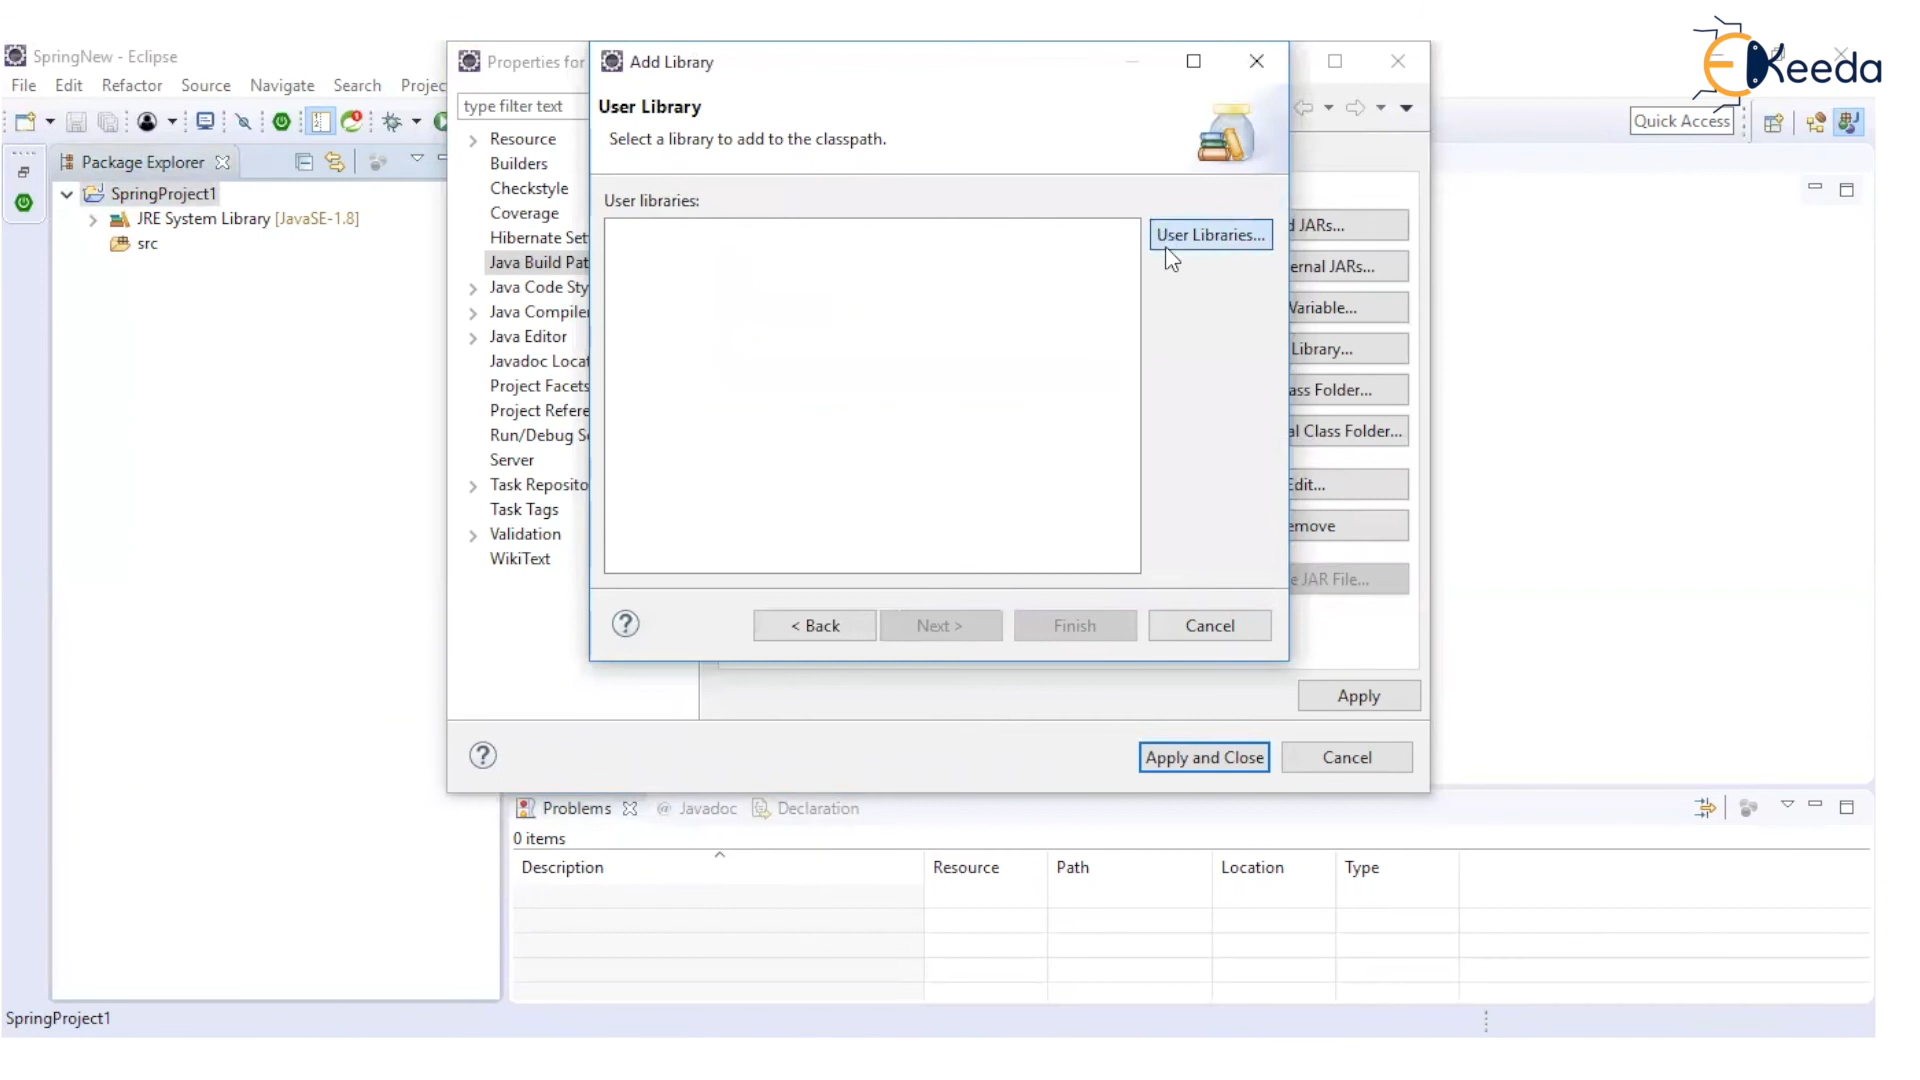 SpringNew - Eclipse
File Edit Refactor Source Navigate Search Projec
Quick Access
EKeeda
Package Explorer
SpringProject1
JRE System Library [JavaSE-1.8]
src
Properties for
type filter text
Resource
Builders
Checkstyle
Coverage
Hibernate Set
Java Build Pat
Java Code Sty
Java Compiler
Java Editor
Javadoc Locat
Project Facets
Project Refere
Run/Debug S
Server
Task Reposito
Task Tags
Validation
WikiText
Add Library
User Library
Select a library to add to the classpath.
User libraries:
User Libraries...
< Back Next > Finish Cancel
d JARs...
ernal JARs...
Variable...
Library...
ass Folder...
al Class Folder...
Edit...
emove
e JAR File...
Apply
Apply and Close Cancel
Problems @ Javadoc Declaration
0 items
Description Resource Path Location Type
SpringProject1